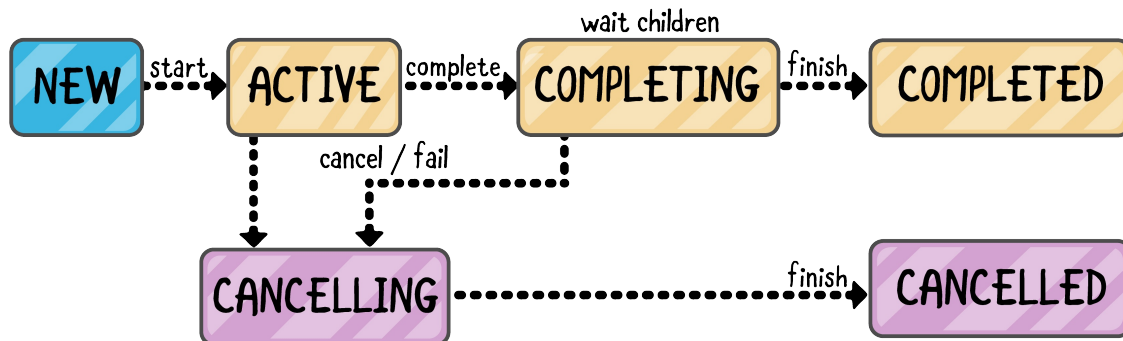 wait children
NEW
start
ACTIVE
complete
COMPLETING
finish
COMPLETED
cancel / fail
CANCELLING
finish
CANCELLED